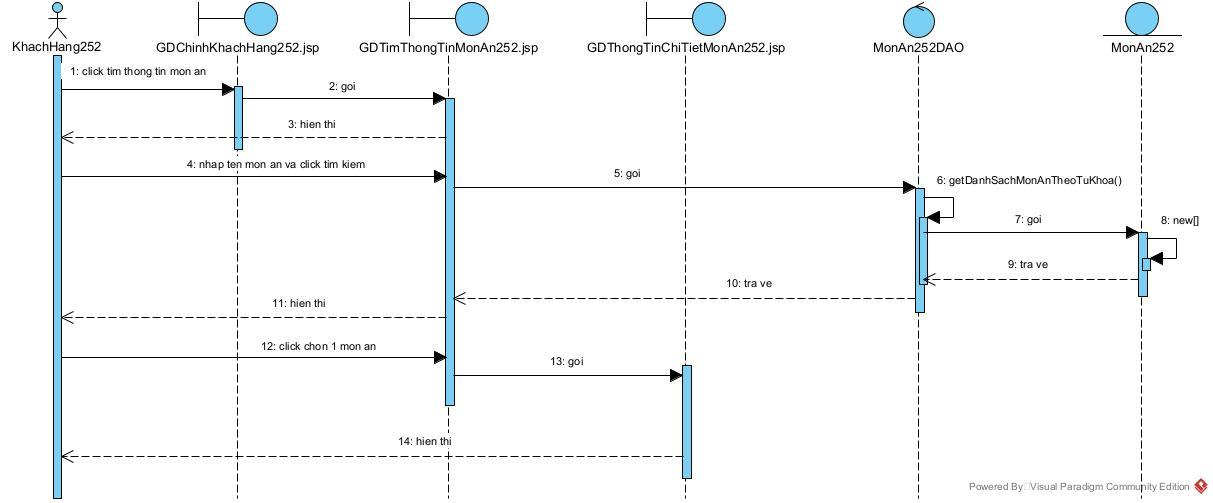 KhachHang252
GDChinhKhachHang252.jsp
GDTimThongTinMonAn252.jsp
GDThongTinChiTietMonAn252.jsp
MonAn252DAO
MonAn252
1: click tim thong tin mon an
2: goi
3: hien thi
4: nhap ten mon an va click tim kiem
5: goi
6: getDanhSachMonAnTheoTuKhoa()
7: goi
8: new[]
9: tra ve
10: tra ve
11: hien thi
12: click chon 1 mon an
13: goi
14: hien thi
Powered By Visual Paradigm Community Edition